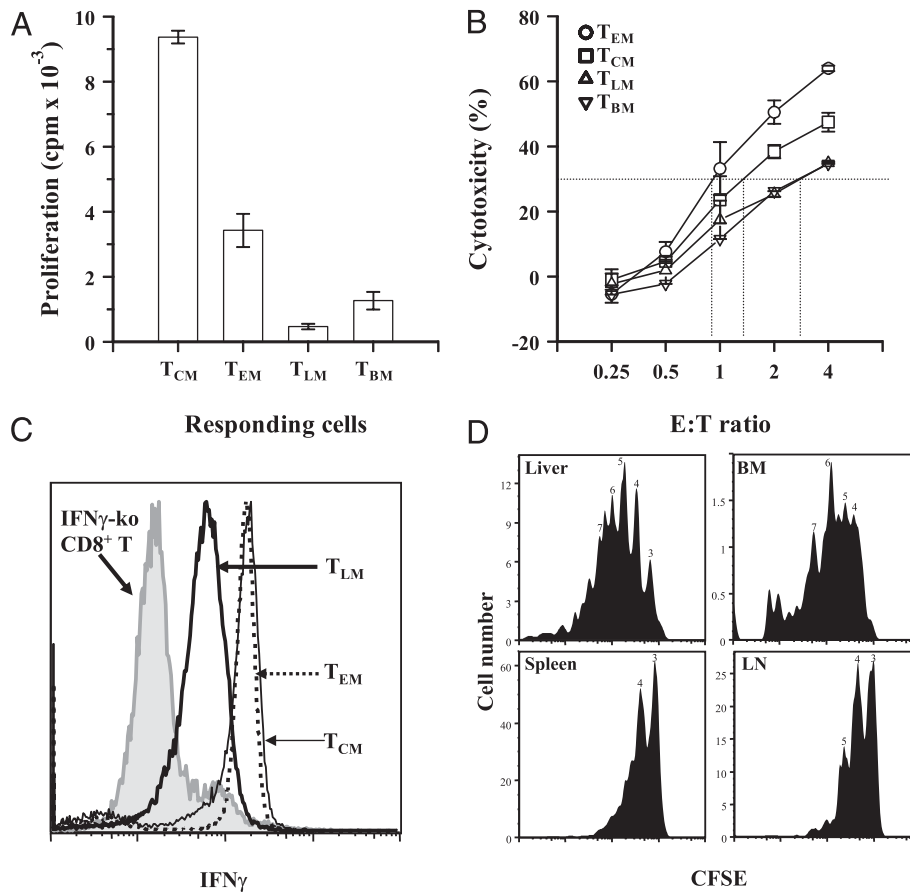 A
Proliferation (cpm x 10⁻³)
10
8
6
4
2
0
T_CM
T_EM
T_LM
T_BM
Responding cells
B
Cytotoxicity (%)
80
60
40
20
0
-20
T_EM
T_CM
T_LM
T_BM
0.25
0.5
1
2
4
E:T ratio
C
IFNγ-ko
CD8⁺ T
T_LM
T_EM
T_CM
IFNγ
D
Cell number
Liver
12
9
6
3
0
7
6
5
4
3
BM
2
1.5
1
0.5
0
7
6
5
4
Spleen
60
40
20
0
4
3
LN
25
20
15
10
5
0
5
4
3
CFSE